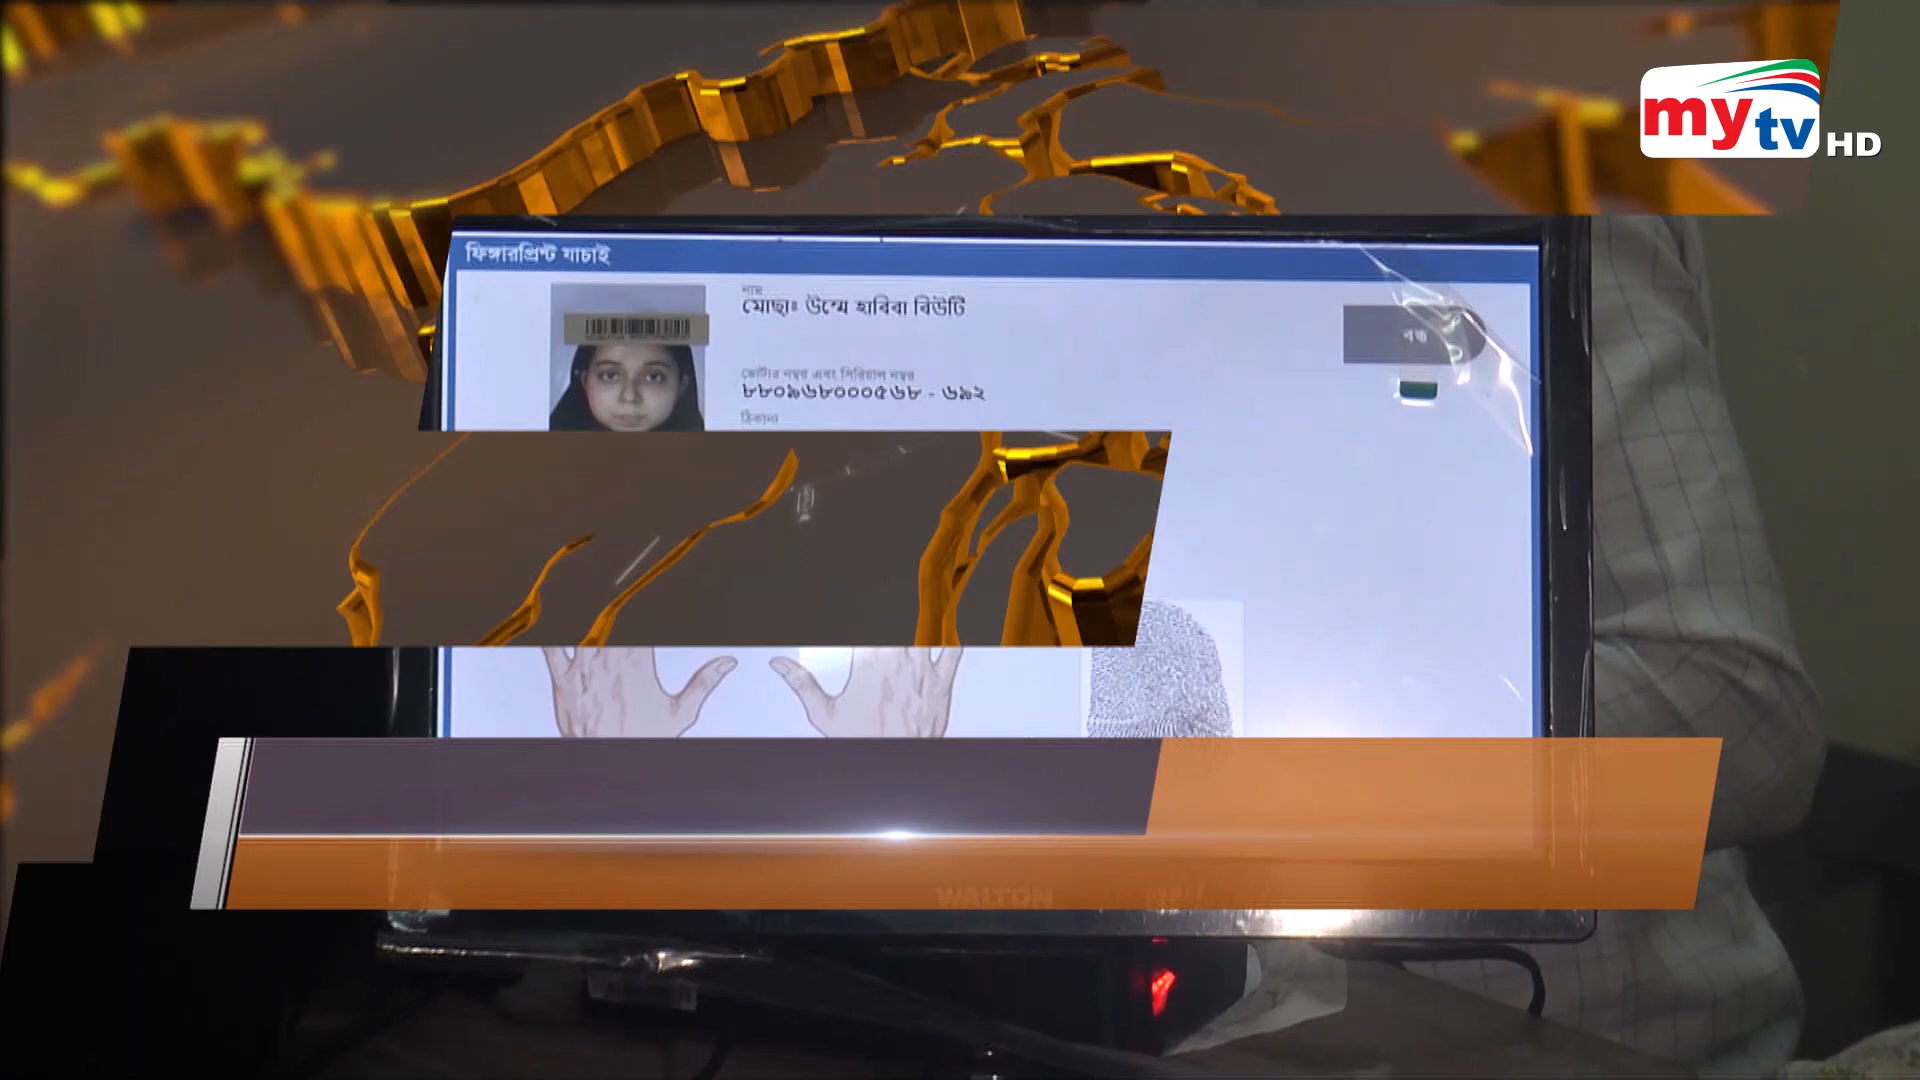 my tv HD
ফিঙ্গারপ্রিন্ট যাচাই
নাম
মোছাঃ উম্মে হাবিবা বিউটি
বন্ধ
ভোটার নম্বর এবং সিরিয়াল নম্বর
৮৮০৯৬৮০০০৫৬৮ - ৬৯২
ঠিকানা
WALTON